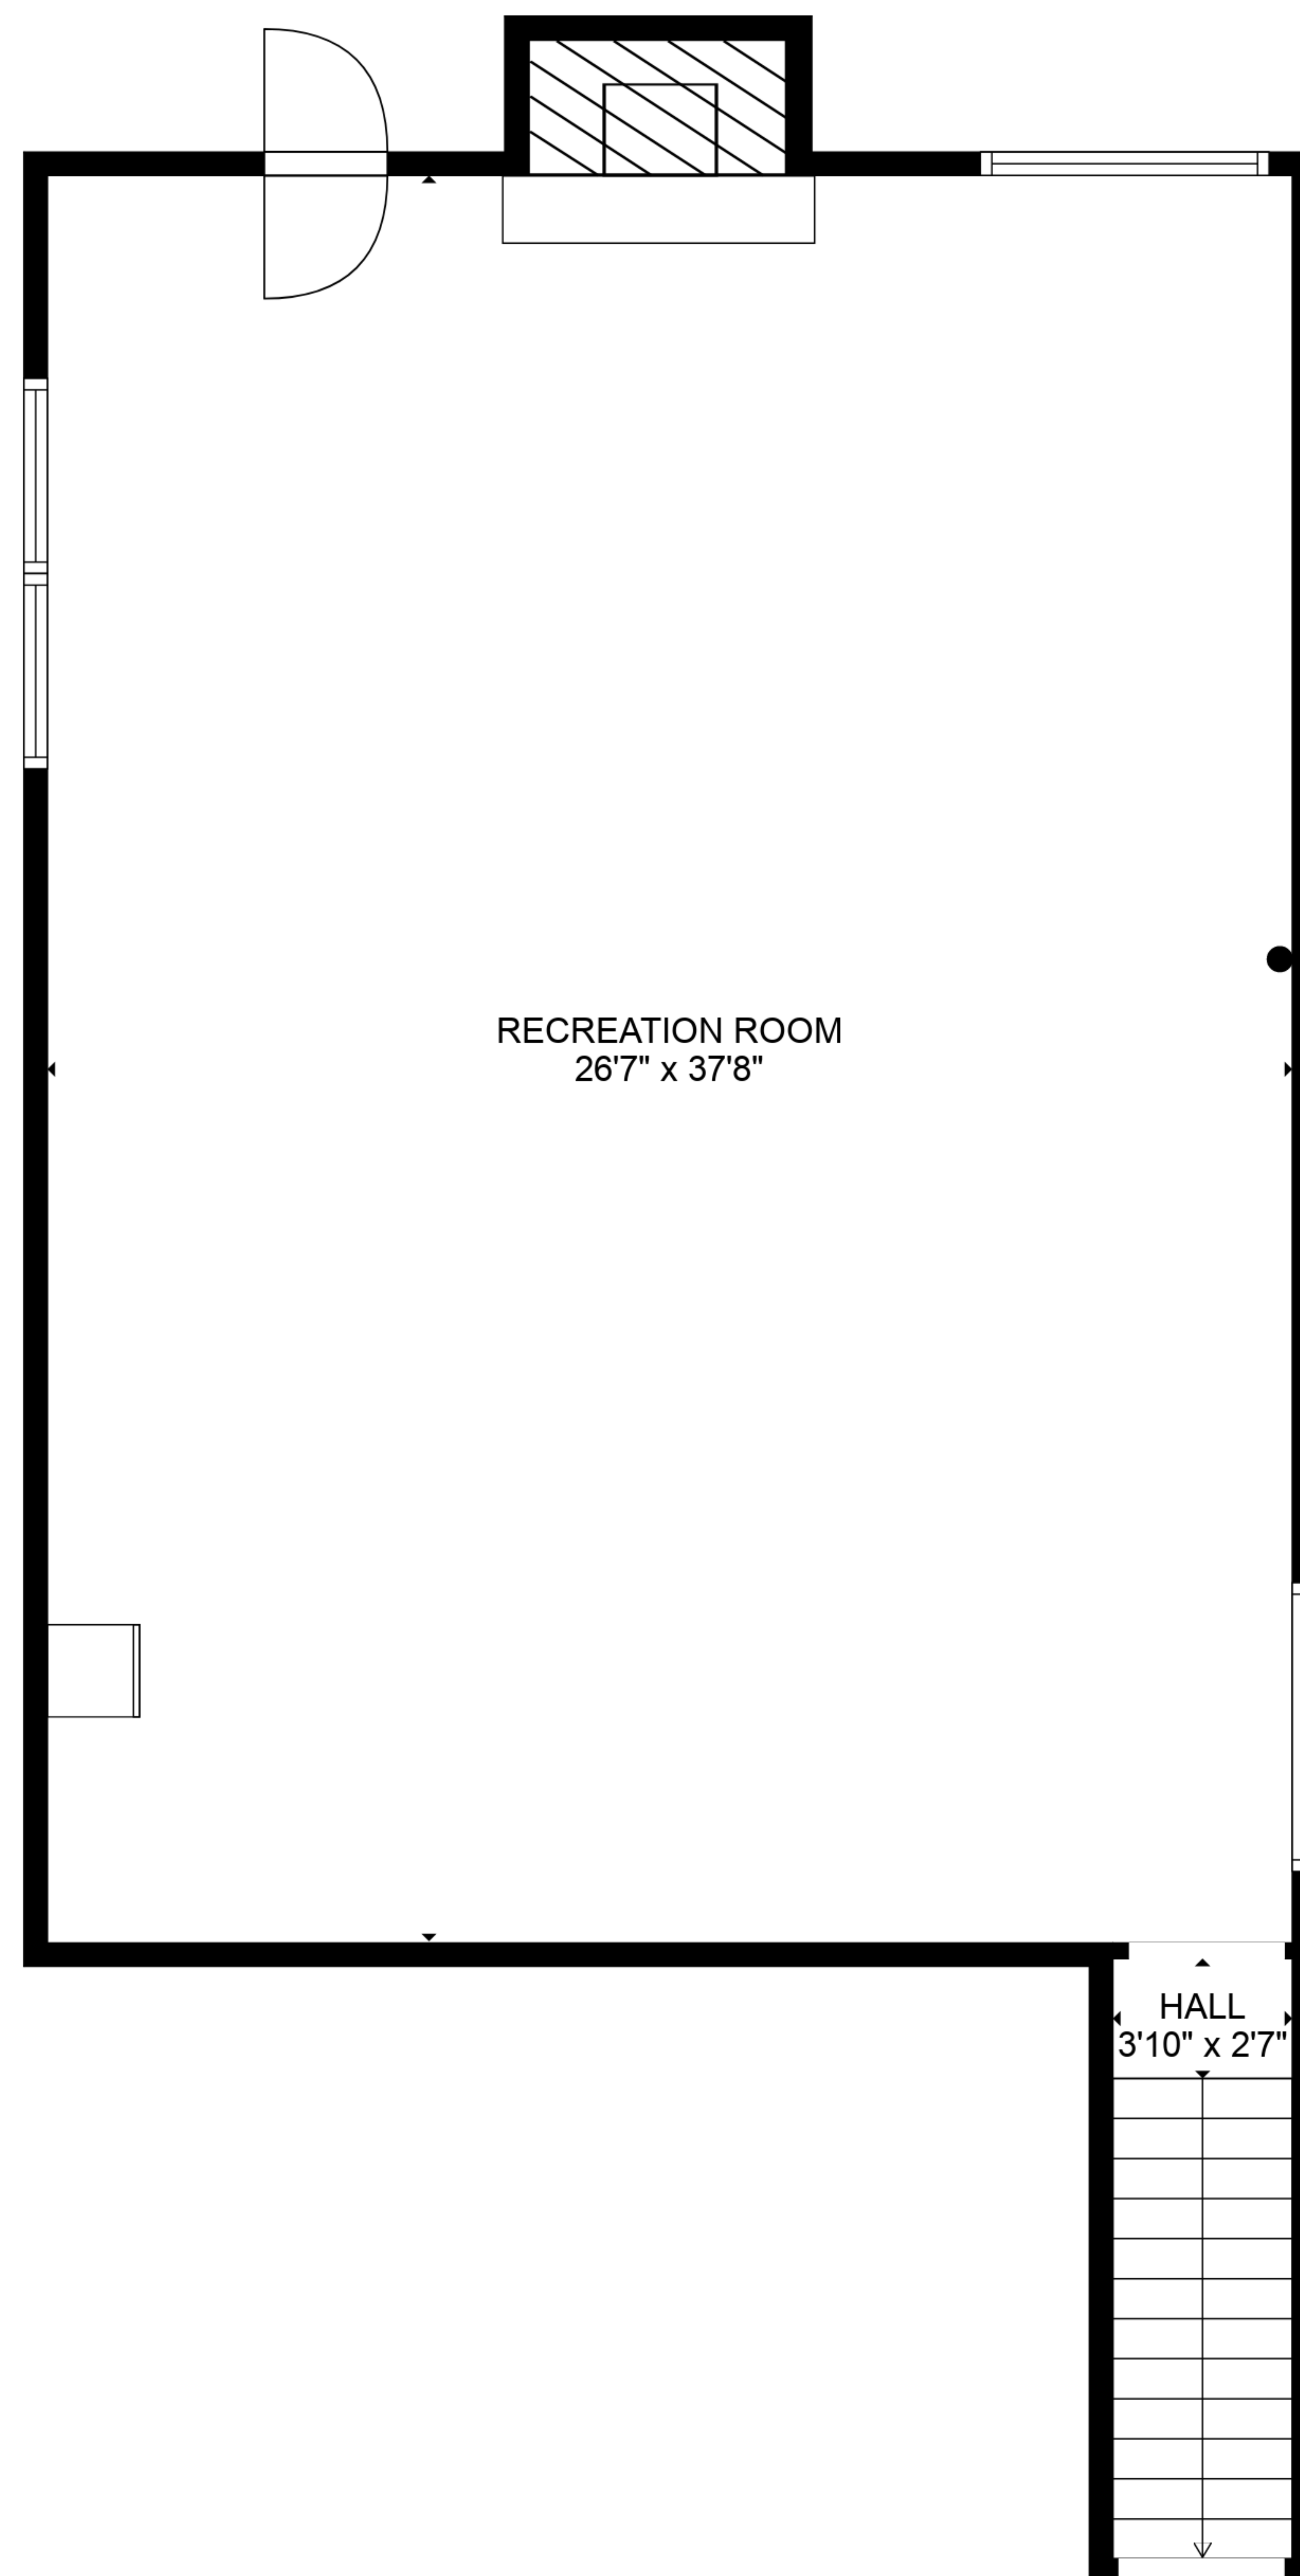 RECREATION ROOM
26'7" x 37'8"
HALL
3'10" x 2'7"